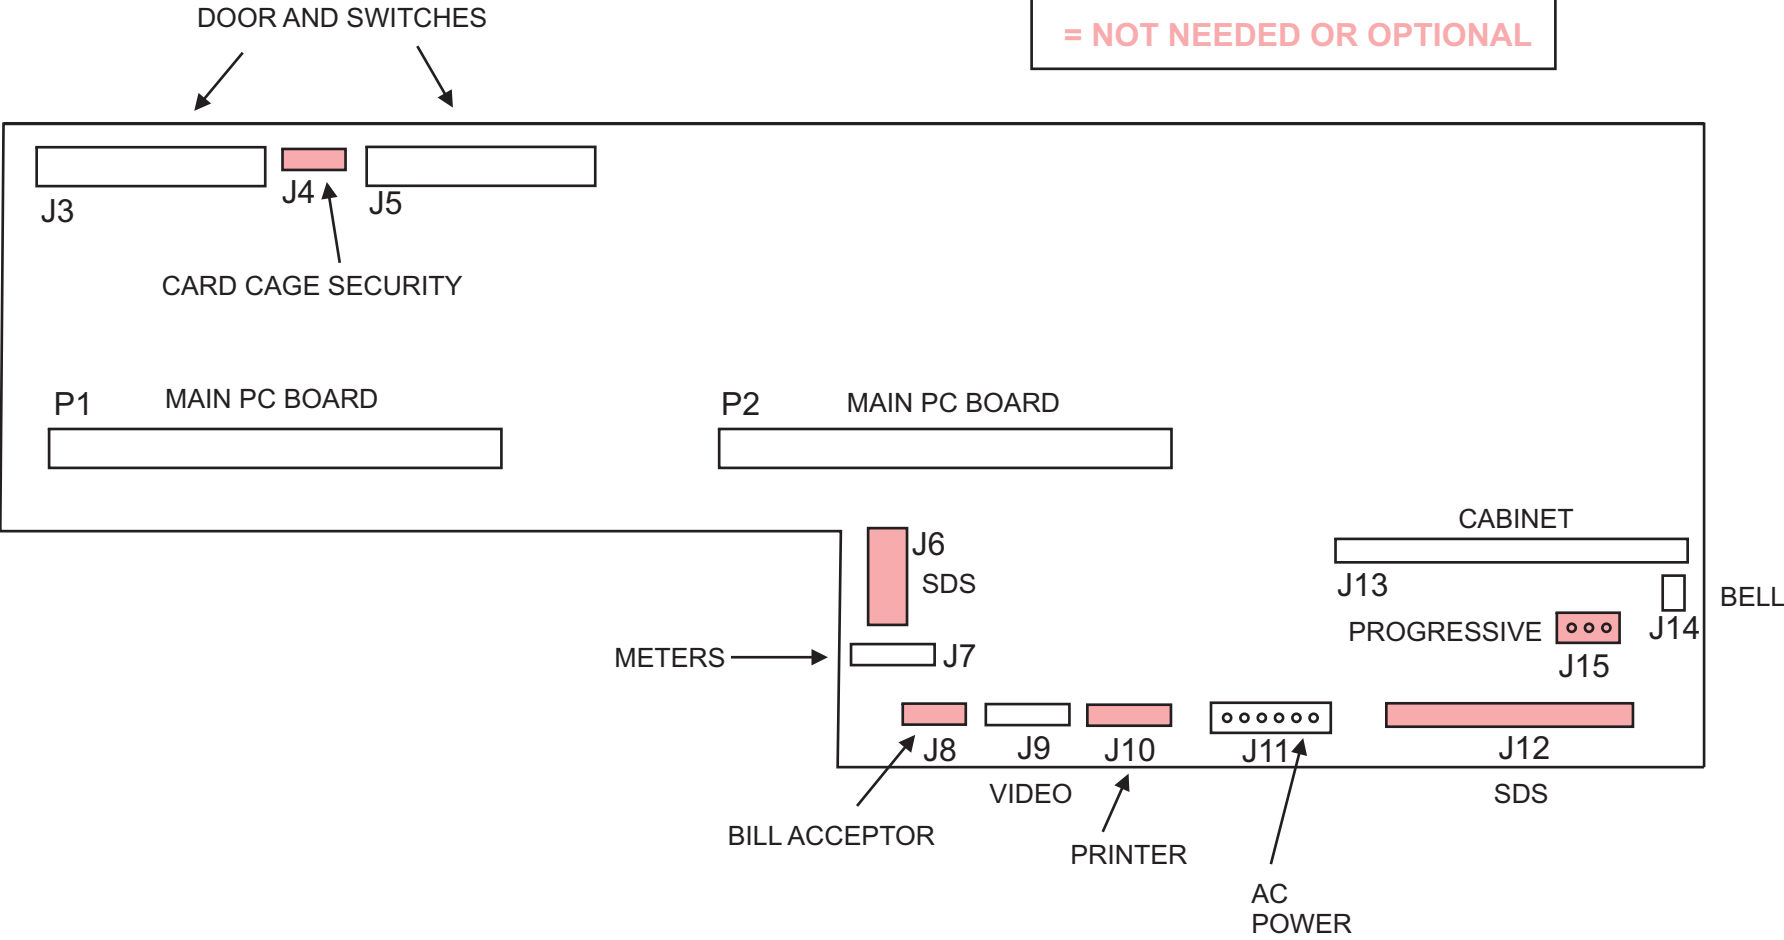 DOOR AND SWITCHES
= NOT NEEDED OR OPTIONAL
J3
J4
J5
CARD CAGE SECURITY
P1
MAIN PC BOARD
P2
MAIN PC BOARD
CABINET
J6
SDS
J13
BELL
PROGRESSIVE
J14
METERS
J7
J15
J8
J9
J10
J11
J12
VIDEO
SDS
BILL ACCEPTOR
PRINTER
AC
POWER